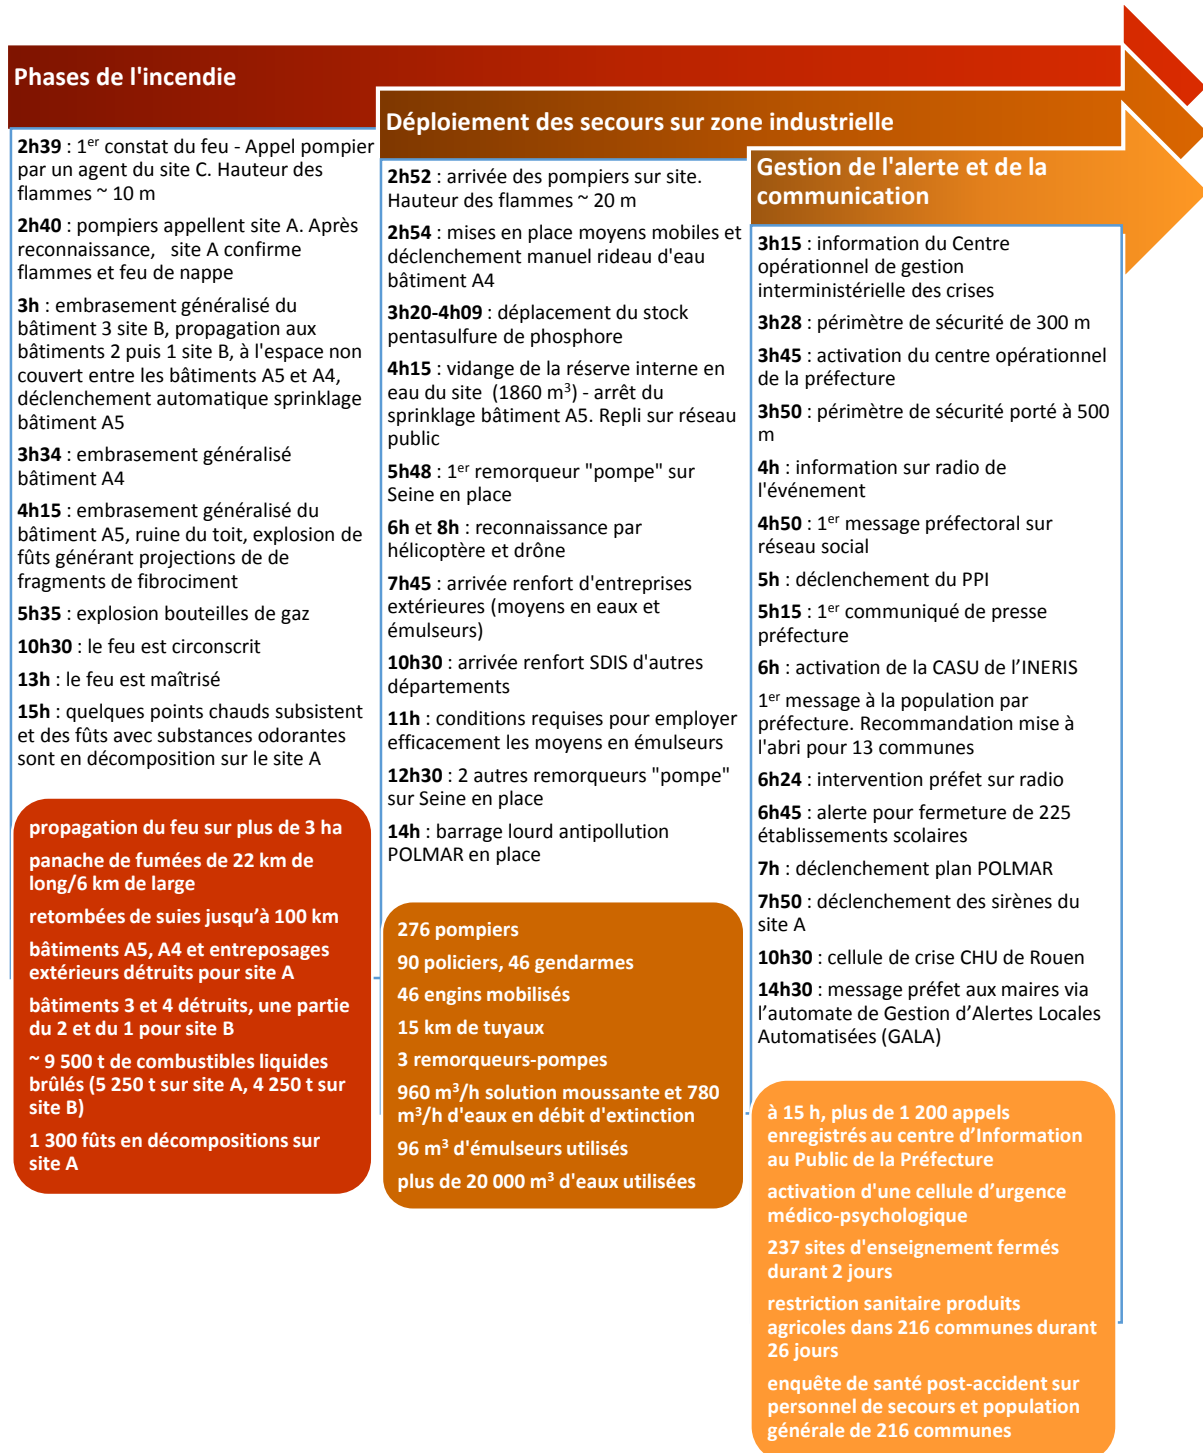 Phases de l'incendie
2h39 : 1er constat du feu - Appel pompier
par un agent du site C. Hauteur des
flammes ~ 10 m
2h40 : pompiers appellent site A. Après
reconnaissance, site A confirme
flammes et feu de nappe
3h : embrasement généralisé du
bâtiment 3 site B, propagation aux
bâtiments 2 puis 1 site B, à l'espace non
couvert entre les bâtiments A5 et A4,
déclenchement automatique sprinklage
bâtiment A5
3h34 : embrasement généralisé
bâtiment A4
4h15 : embrasement généralisé du
bâtiment A5, ruine du toit, explosion de
fûts générant projections de de
fragments de fibrociment
5h35 : explosion bouteilles de gaz
10h30 : le feu est circonscrit
13h : le feu est maîtrisé
15h : quelques points chauds subsistent
et des fûts avec substances odorantes
sont en décomposition sur le site A
propagation du feu sur plus de 3 ha
panache de fumées de 22 km de
long/6 km de large
retombées de suies jusqu'à 100 km
bâtiments A5, A4 et entreposages
extérieurs détruits pour site A
bâtiments 3 et 4 détruits, une partie
du 2 et du 1 pour site B
~ 9 500 t de combustibles liquides
brûlés (5 250 t sur site A, 4 250 t sur
site B)
1 300 fûts en décompositions sur
site A
Déploiement des secours sur zone industrielle
2h52 : arrivée des pompiers sur site.
Hauteur des flammes ~ 20 m
2h54 : mises en place moyens mobiles et
déclenchement manuel rideau d'eau
bâtiment A4
3h20-4h09 : déplacement du stock
pentasulfure de phosphore
4h15 : vidange de la réserve interne en
eau du site (1860 m3) - arrêt du
sprinklage bâtiment A5. Repli sur réseau
public
5h48 : 1er remorqueur "pompe" sur
Seine en place
6h et 8h : reconnaissance par
hélicoptère et drône
7h45 : arrivée renfort d'entreprises
extérieures (moyens en eaux et
émulseurs)
10h30 : arrivée renfort SDIS d'autres
départements
11h : conditions requises pour employer
efficacement les moyens en émulseurs
12h30 : 2 autres remorqueurs "pompe"
sur Seine en place
14h : barrage lourd antipollution
POLMAR en place
276 pompiers
90 policiers, 46 gendarmes
46 engins mobilisés
15 km de tuyaux
3 remorqueurs-pompes
960 m3/h solution moussante et 780
m3/h d'eaux en débit d'extinction
96 m3 d'émulseurs utilisés
plus de 20 000 m3 d'eaux utilisées
Gestion de l'alerte et de la
communication
3h15 : information du Centre
opérationnel de gestion
interministérielle des crises
3h28 : périmètre de sécurité de 300 m
3h45 : activation du centre opérationnel
de la préfecture
3h50 : périmètre de sécurité porté à 500
m
4h : information sur radio de
l'événement
4h50 : 1er message préfectoral sur
réseau social
5h : déclenchement du PPI
5h15 : 1er communiqué de presse
préfecture
6h : activation de la CASU de l'INERIS
1er message à la population par
préfecture. Recommandation mise à
l'abri pour 13 communes
6h24 : intervention préfet sur radio
6h45 : alerte pour fermeture de 225
établissements scolaires
7h : déclenchement plan POLMAR
7h50 : déclenchement des sirènes du
site A
10h30 : cellule de crise CHU de Rouen
14h30 : message préfet aux maires via
l'automate de Gestion d'Alertes Locales
Automatisées (GALA)
à 15 h, plus de 1 200 appels
enregistrés au centre d'Information
au Public de la Préfecture
activation d'une cellule d'urgence
médico-psychologique
237 sites d'enseignement fermés
durant 2 jours
restriction sanitaire produits
agricoles dans 216 communes durant
26 jours
enquête de santé post-accident sur
personnel de secours et population
générale de 216 communes